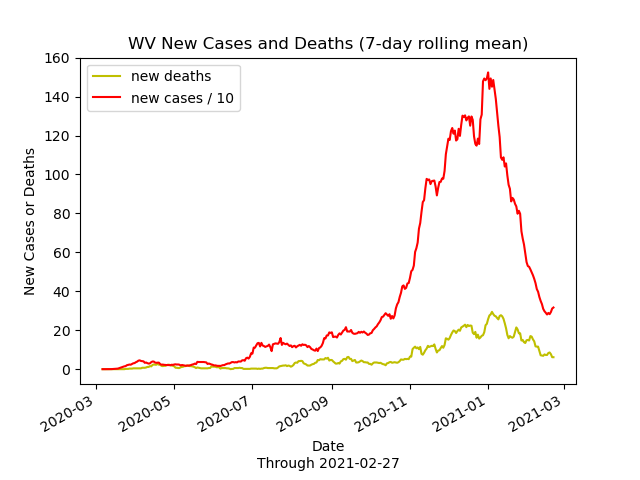 WV New Cases and Deaths (7-day rolling mean)
new deaths
new cases / 10
New Cases or Deaths
160
140
120
100
80
60
40
20
0
2020-03
2020-05
2020-07
2020-09
2020-11
2021-01
2021-03
Date
Through 2021-02-27